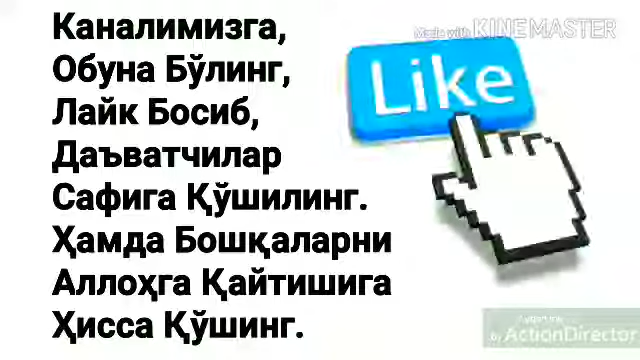 Каналимизга,
Обуна Бўлинг,
Лайк Босиб,
Даъватчилар
Сафига Қўшилинг.
Ҳамда Бошқаларни
Аллоҳга Қайтишига
Ҳисса Қўшинг.
Made with KINEMASTER
Like
by ActionDirector